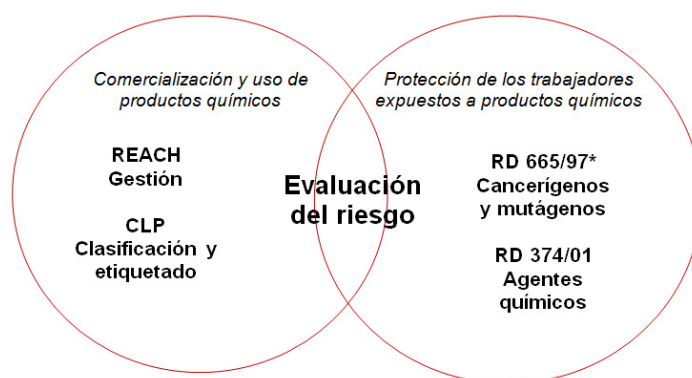 Comercialización y uso de
productos químicos
REACH
Gestión
CLP
Clasificación y
etiquetado
Evaluación
del riesgo
Protección de los trabajadores
expuestos a productos químicos
RD 665/97*
Cancerígenos
y mutágenos
RD 374/01
Agentes
químicos